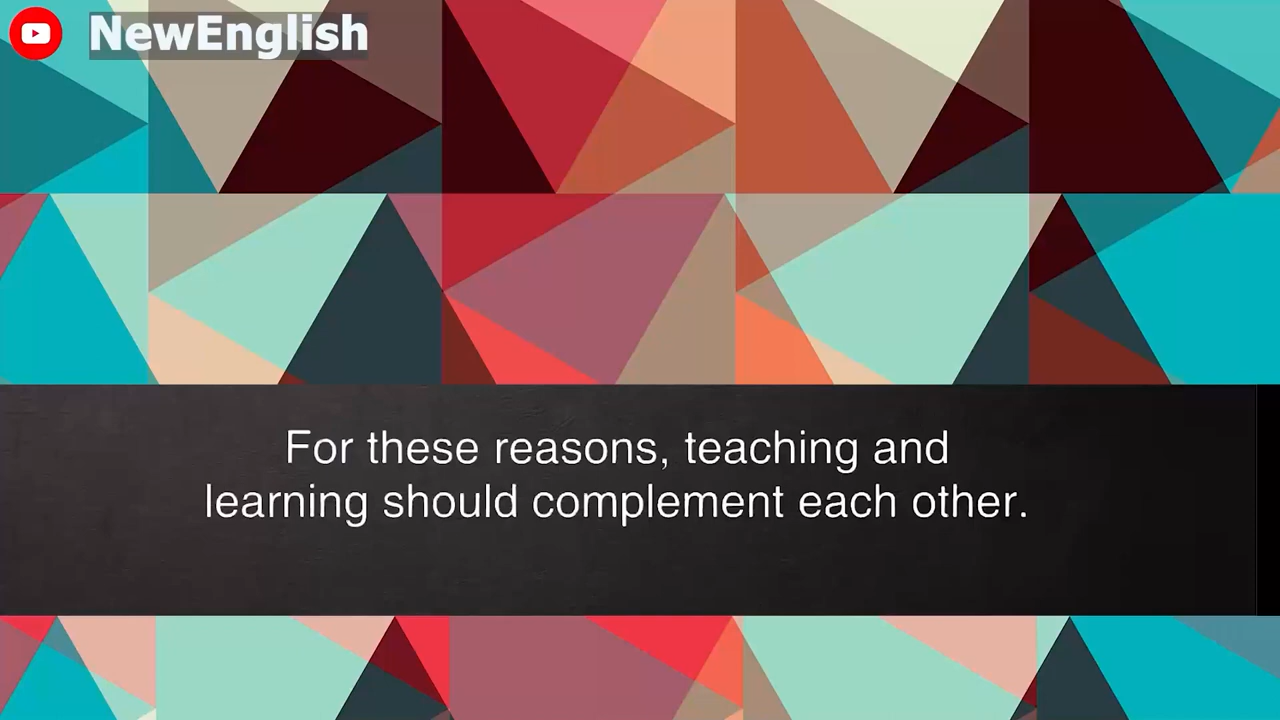 NewEnglish
For these reasons, teaching and
learning should complement each other.